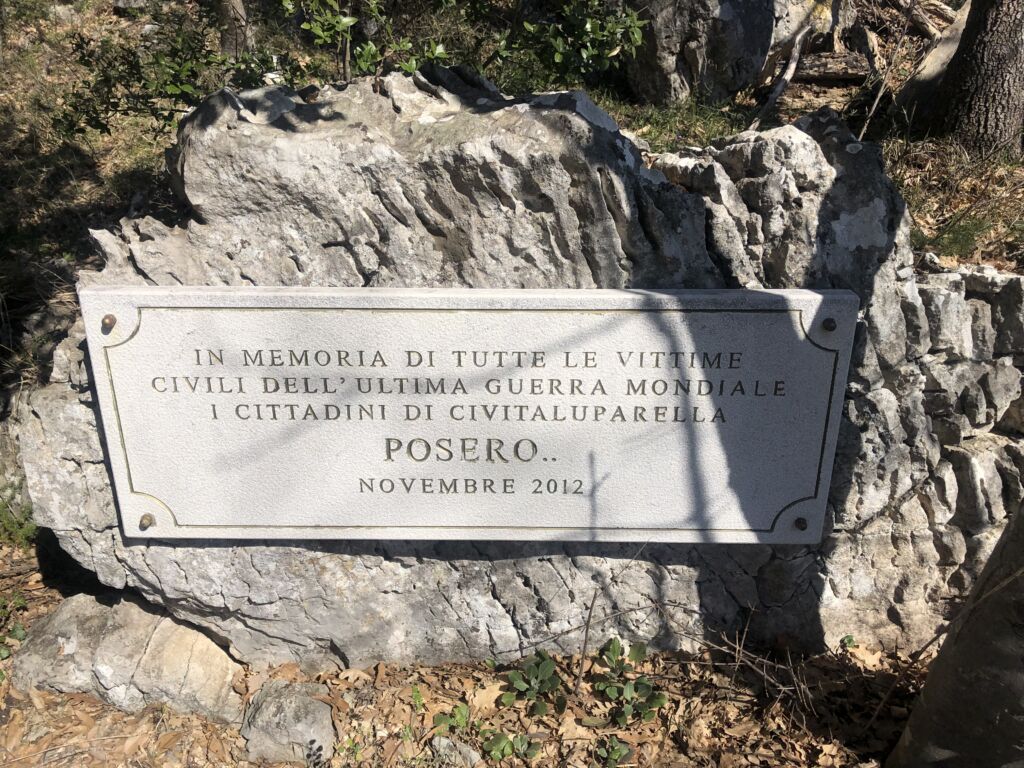 IN MEMORIA DI TUTTE LE VITTIME
CIVILI DELL'ULTIMA GUERRA MONDIALE
I CITTADINI DI CIVITALUPARELLA
POSERO..
NOVEMBRE 2012